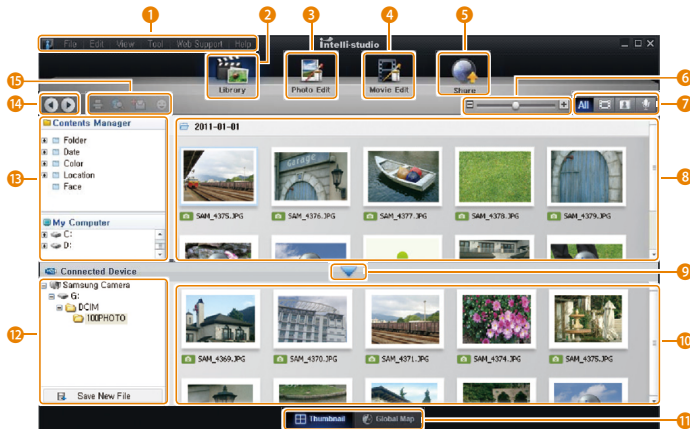 1
2
3
4
5
File Edit View Tool Web Support Help
Intelli-studio
15
Library
Photo Edit
Movie Edit
Share
6
14
All
7
Contents Manager
2011-01-01
Folder
Date
Color
Location
Face
13
8
SAM_4375.JPG
SAM_4376.JPG
SAM_4377.JPG
SAM_4378.JPG
SAM_4379.JPG
My Computer
C:
D:
Connected Device
9
Samsung Camera
G:
DCIM
100PHOTO
12
10
SAM_4369.JPG
SAM_4370.JPG
SAM_4371.JPG
SAM_4374.JPG
SAM_4375.JPG
Save New File
Thumbnail
Global Map
11